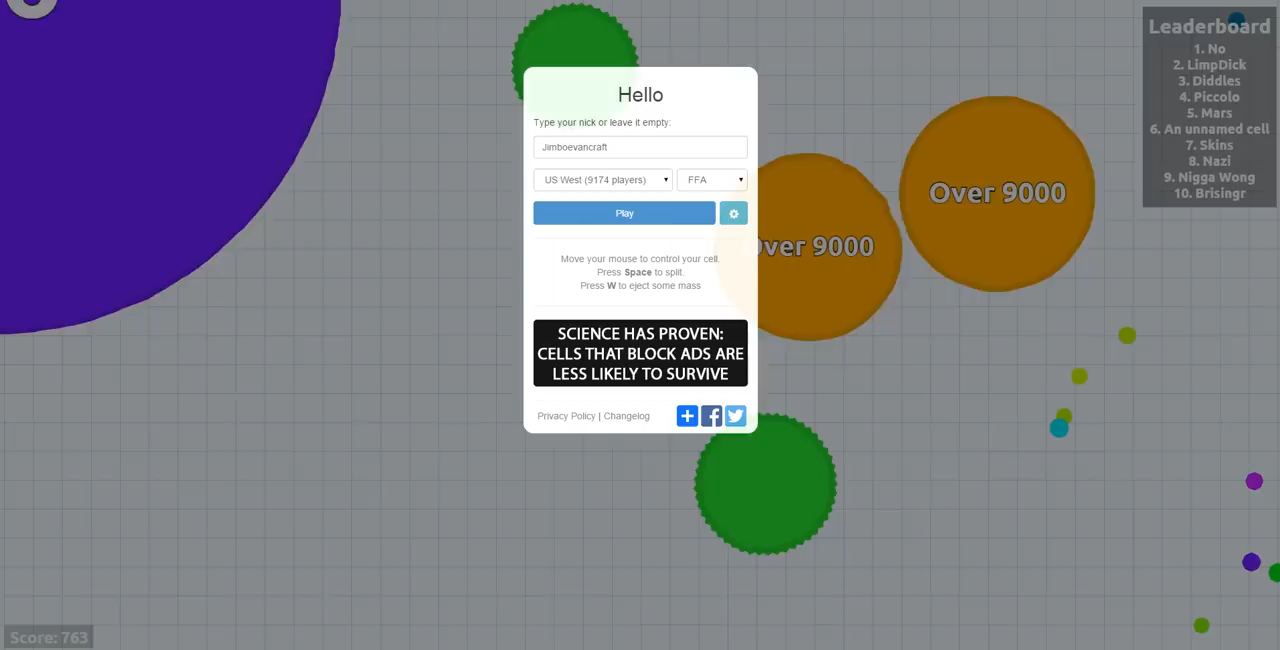 Hello
Type your nick or leave it empty:
Jimboevancraft
US West (9174 players)
FFA
Play
Move your mouse to control your cell.
Press Space to split.
Press W to eject some mass
SCIENCE HAS PROVEN:
CELLS THAT BLOCK ADS ARE
LESS LIKELY TO SURVIVE
Privacy Policy | Changelog
Over 9000
Over 9000
Leaderboard
1. No
2. LimpDick
3. Diddles
4. Piccolo
5. Mars
6. An unnamed cell
7. Skins
8. Nazi
9. Nigga Wong
10. Brisingr
Score: 763